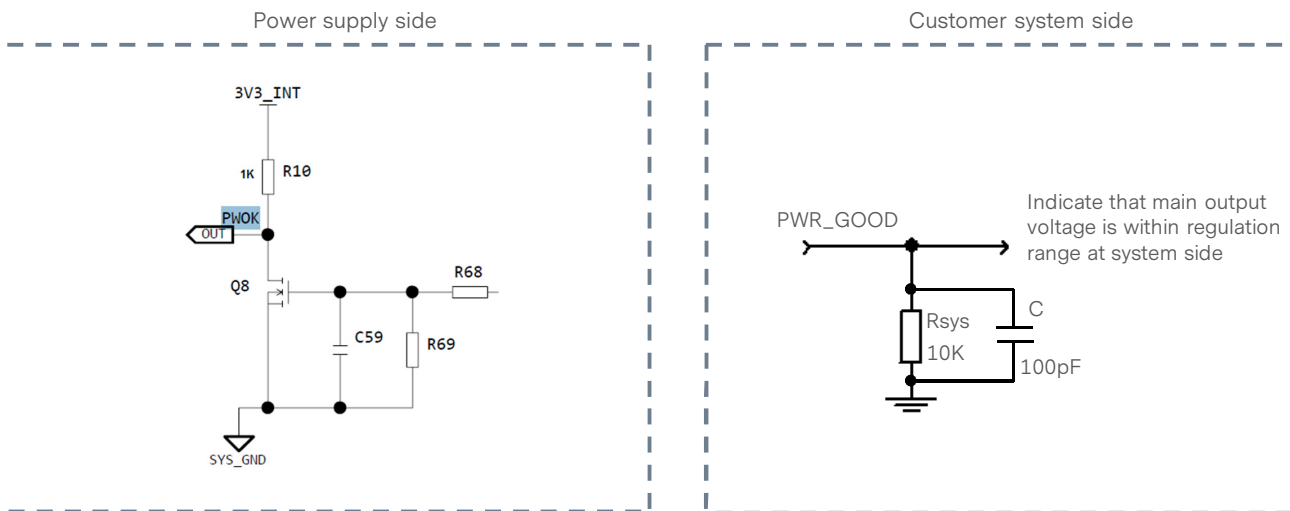 Power supply side
3V3_INT
1K
R10
PWOK
OUT
Q8
R68
C59
R69
SYS_GND
Customer system side
PWR_GOOD
Indicate that main output
voltage is within regulation
range at system side
Rsys
10K
C
100pF